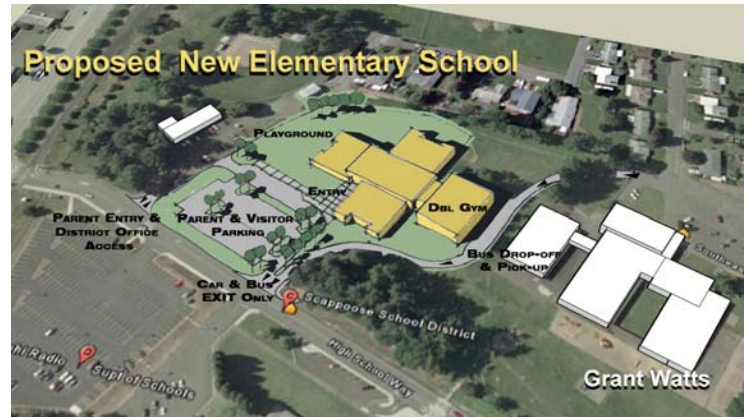 Proposed New Elementary School
PLAYGROUND
ENTRY
DBL GYM
PARENT ENTRY &
DISTRICT OFFICE
ACCESS
PARENT & VISITOR
PARKING
BUS DROP-OFF
& PICK-UP
CAR & BUS
EXIT ONLY
Scappoose School District
High School Way
Supt of Schools
Grant Watts